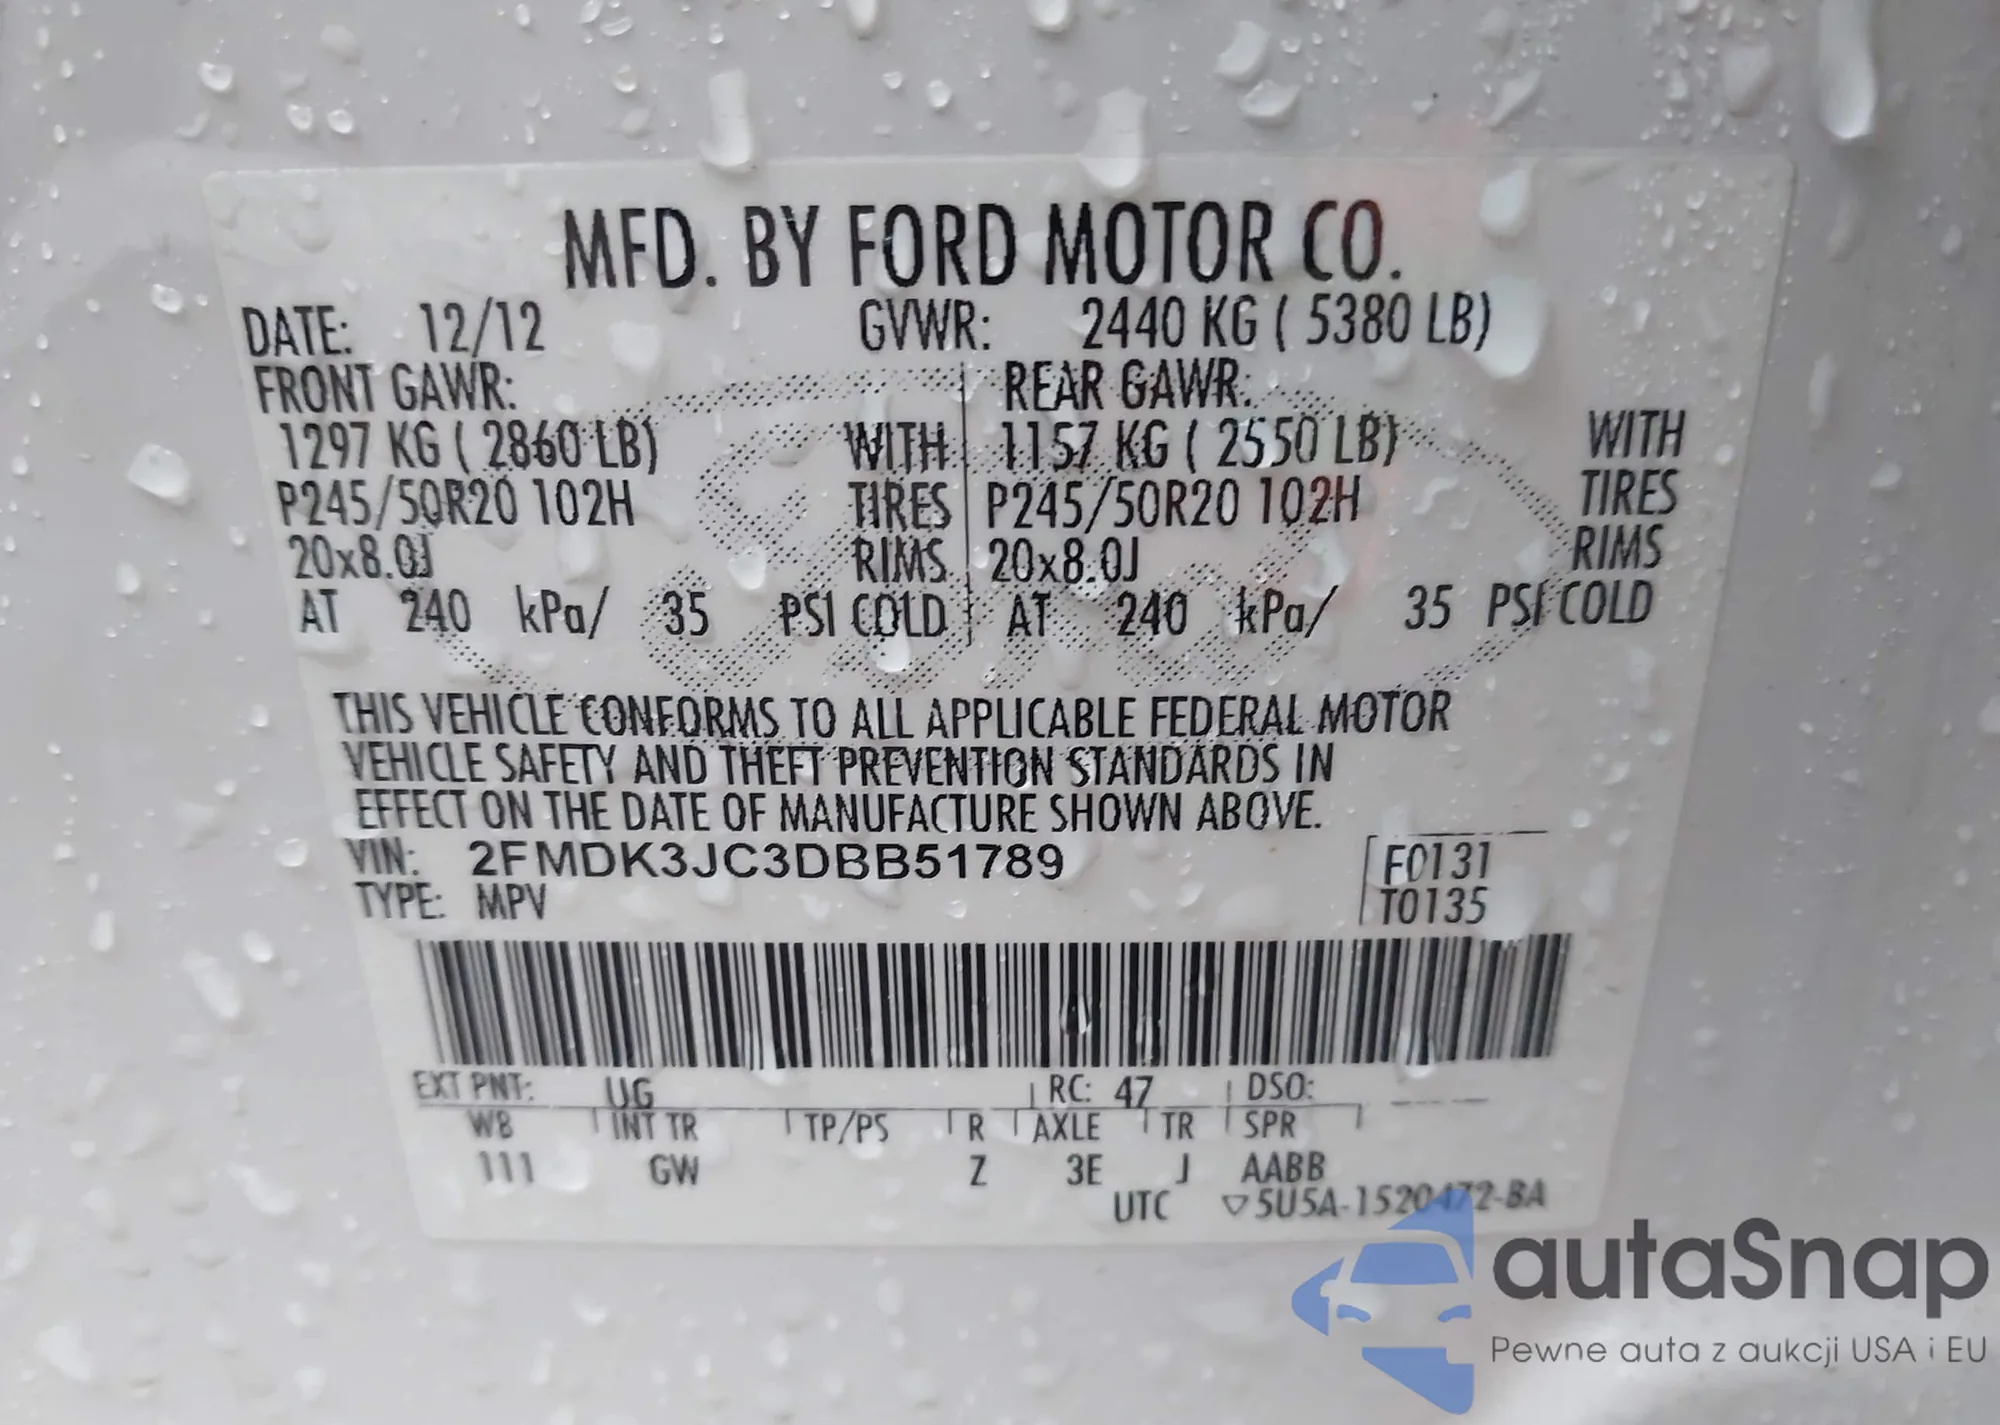 MFD. BY FORD MOTOR CO.
DATE: 12/12 GVWR: 2440 KG ( 5380 LB)
FRONT GAWR: REAR GAWR:
1297 KG ( 2860 LB) WITH 1157 KG ( 2550 LB) WITH
P245/50R20 102H TIRES P245/50R20 102H TIRES
20x8.0J RIMS 20x8.0J RIMS
AT 240 kPa/ 35 PSI COLD AT 240 kPa/ 35 PSI COLD
THIS VEHICLE CONFORMS TO ALL APPLICABLE FEDERAL MOTOR
VEHICLE SAFETY AND THEFT PREVENTION STANDARDS IN
EFFECT ON THE DATE OF MANUFACTURE SHOWN ABOVE.
VIN: 2FMDK3JC3DBB51789 F0131
TYPE: MPV T0135
EXT PNT: UG RC: 47 DSO:
WB INT TR TP/PS R AXLE TR SPR
111 GW Z 3E J AABB
UTC ▽5U5A-1520472-BA
autaSnap
Pewne auta z aukcji USA i EU